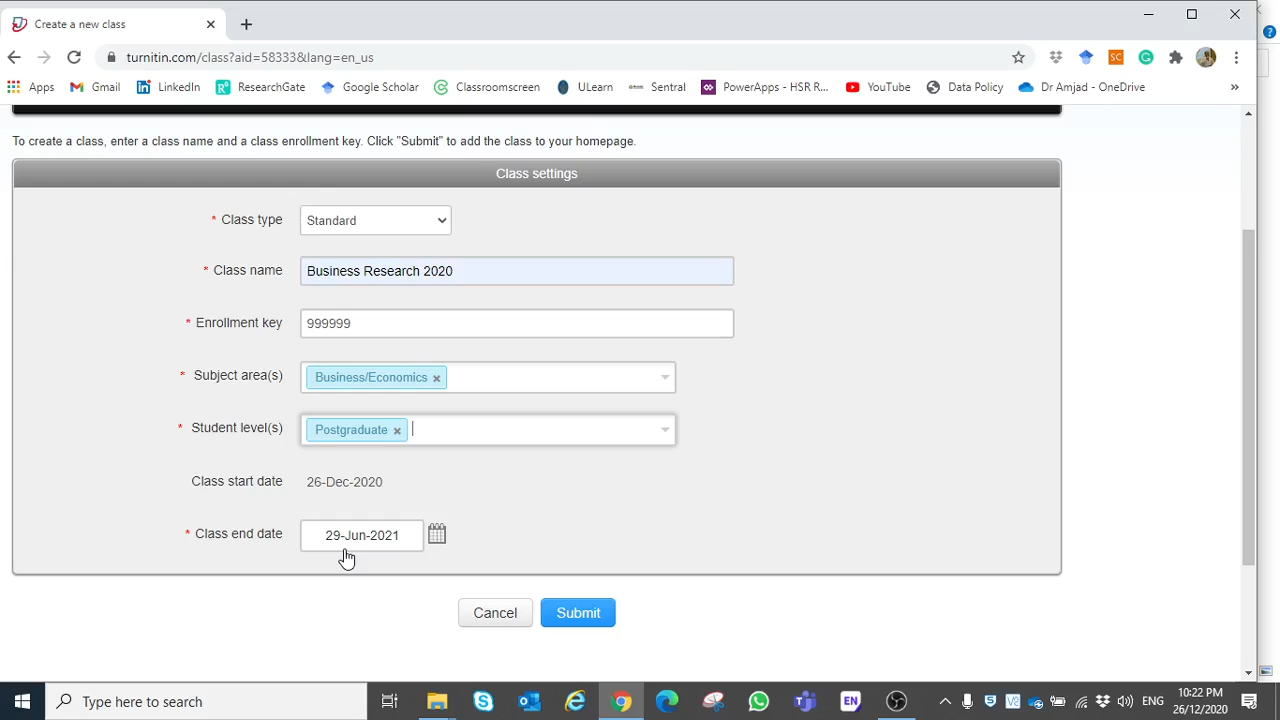 Create a new class
turnitin.com/class?aid=58333&lang=en_us
Apps Gmail LinkedIn ResearchGate Google Scholar Classroomscreen ULearn Sentral PowerApps - HSR R... YouTube Data Policy Dr Amjad - OneDrive »
To create a class, enter a class name and a class enrollment key. Click "Submit" to add the class to your homepage.
Class settings
* Class type Standard
* Class name Business Research 2020
* Enrollment key 999999
* Subject area(s) Business/Economics ×
* Student level(s) Postgraduate ×
Class start date 26-Dec-2020
* Class end date 29-Jun-2021
Cancel Submit
Type here to search
EN
ENG
10:22 PM
26/12/2020